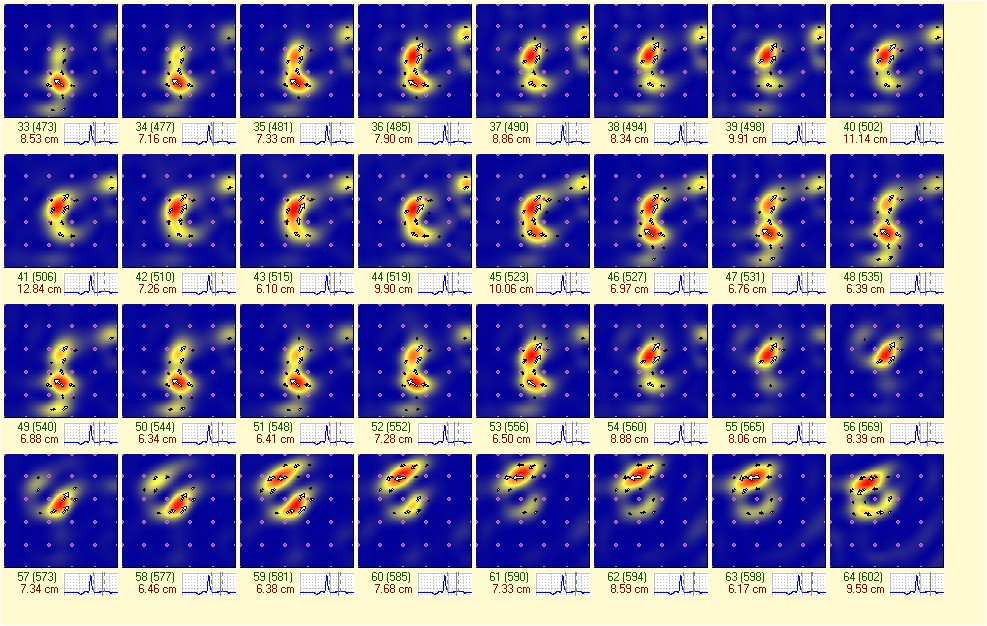 33 (473) 34 (477) 35 (481) 36 (485) 37 (490) 38 (494) 39 (498) 40 (502)
8.53 cm 7.16 cm 7.33 cm 7.90 cm 8.86 cm 8.34 cm 9.91 cm 11.14 cm
41 (506) 42 (510) 43 (515) 44 (519) 45 (523) 46 (527) 47 (531) 48 (535)
12.84 cm 7.26 cm 6.10 cm 9.90 cm 10.06 cm 6.97 cm 6.76 cm 6.39 cm
49 (540) 50 (544) 51 (548) 52 (552) 53 (556) 54 (560) 55 (565) 56 (569)
6.88 cm 6.34 cm 6.41 cm 7.28 cm 6.50 cm 8.88 cm 8.06 cm 8.39 cm
57 (573) 58 (577) 59 (581) 60 (585) 61 (590) 62 (594) 63 (598) 64 (602)
7.34 cm 6.46 cm 6.38 cm 7.68 cm 7.33 cm 8.59 cm 6.17 cm 9.59 cm